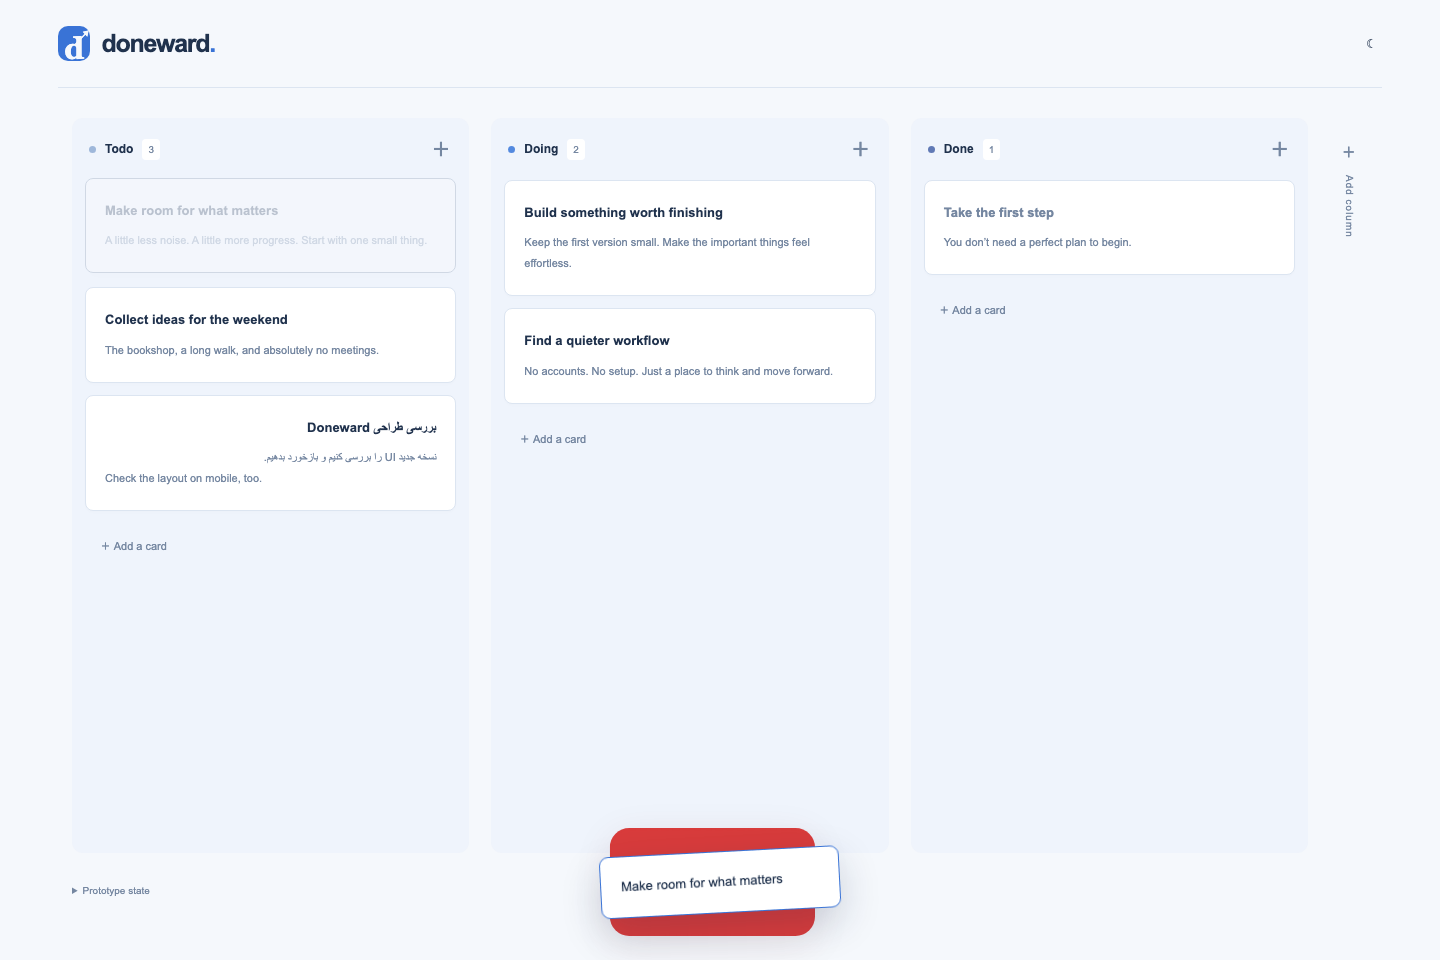 doneward.
Todo 3
Make room for what matters
A little less noise. A little more progress. Start with one small thing.
Collect ideas for the weekend
The bookshop, a long walk, and absolutely no meetings.
بررسی طراحی Doneward
نسخه جدید UI را بررسی کنیم و بازخورد بدهیم.
Check the layout on mobile, too.
+ Add a card
Doing 2
Build something worth finishing
Keep the first version small. Make the important things feel
effortless.
Find a quieter workflow
No accounts. No setup. Just a place to think and move forward.
+ Add a card
Done 1
Take the first step
You don’t need a perfect plan to begin.
+ Add a card
+ Add column
Make room for what matters
Prototype state